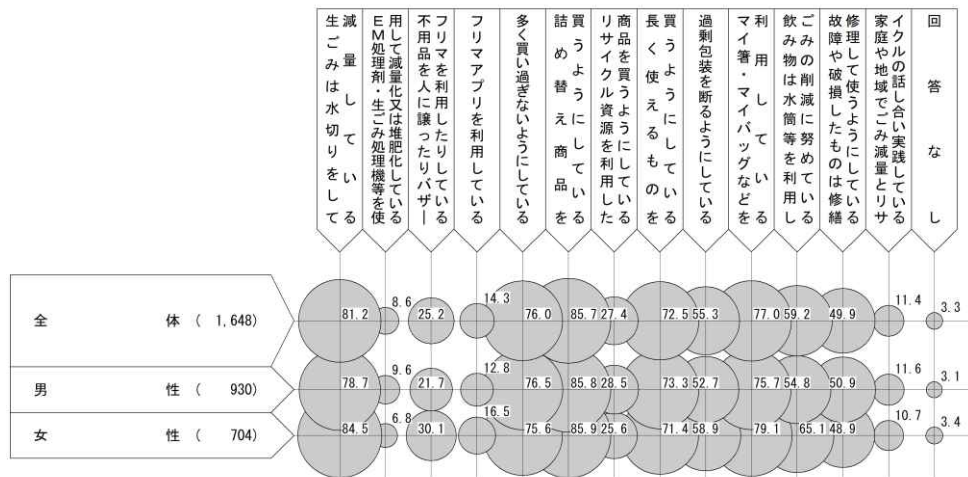 生ごみは水切りをして
減量している
ＥＭ処理剤・生ごみ処理機等を使
用して減量化又は堆肥化している
不用品を人に譲ったりバザー
フリマを利用したりしている
フリマアプリを利用している
多く買い過ぎないようにしている
詰め替え商品を
買うようにしている
リサイクル資源を利用した
商品を買うようにしている
長く使えるものを
買うようにしている
過剰包装を断るようにしている
マイ箸・マイバッグなどを
利用している
飲み物は水筒等を利用し
ごみの削減に努めている
故障や破損したものは修繕
修理して使うようにしている
家庭や地域でごみ減量とリサ
イクルの話し合い実践している
回答なし
全体 ( 1,648) 81.2 8.6 25.2 14.3 76.0 85.7 27.4 72.5 55.3 77.0 59.2 49.9 11.4 3.3
男性 ( 930) 78.7 9.6 21.7 12.8 76.5 85.8 28.5 73.3 52.7 75.7 54.8 50.9 11.6 3.1
女性 ( 704) 84.5 6.8 30.1 16.5 75.6 85.9 25.6 71.4 58.9 79.1 65.1 48.9 10.7 3.4